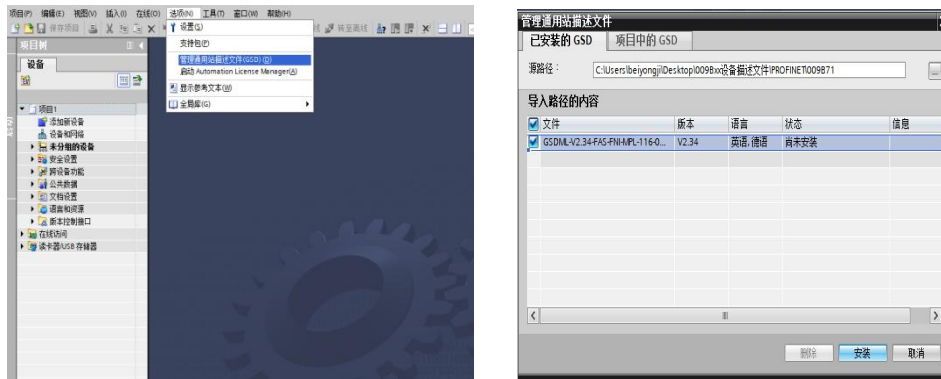 项目(P) 编辑(E) 视图(V) 插入(I) 在线(O) 选项(N) 工具(T) 窗口(W) 帮助(H)
保存项目
转至离线
设置(S)
支持包(P)
管理通用站描述文件(GSD) (D)
启动 Automation License Manager(A)
显示参考文本(W)
全局库(G)
项目树
设备
项目1
添加新设备
设备和网络
未分组的设备
安全设置
跨设备功能
公共数据
文档设置
语言和资源
版本控制接口
在线访问
读卡器/USB 存储器
管理通用站描述文件
已安装的 GSD 项目中的 GSD
源路径: C:\Users\beiyongji\Desktop\009Bxx设备描述文件\PROFINET\009B71
导入路径的内容
文件 版本 语言 状态 信息
GSDML-V2.34-FAS-FNI-MPL-116-0... V2.34 英语, 德语 尚未安装
删除 安装 取消